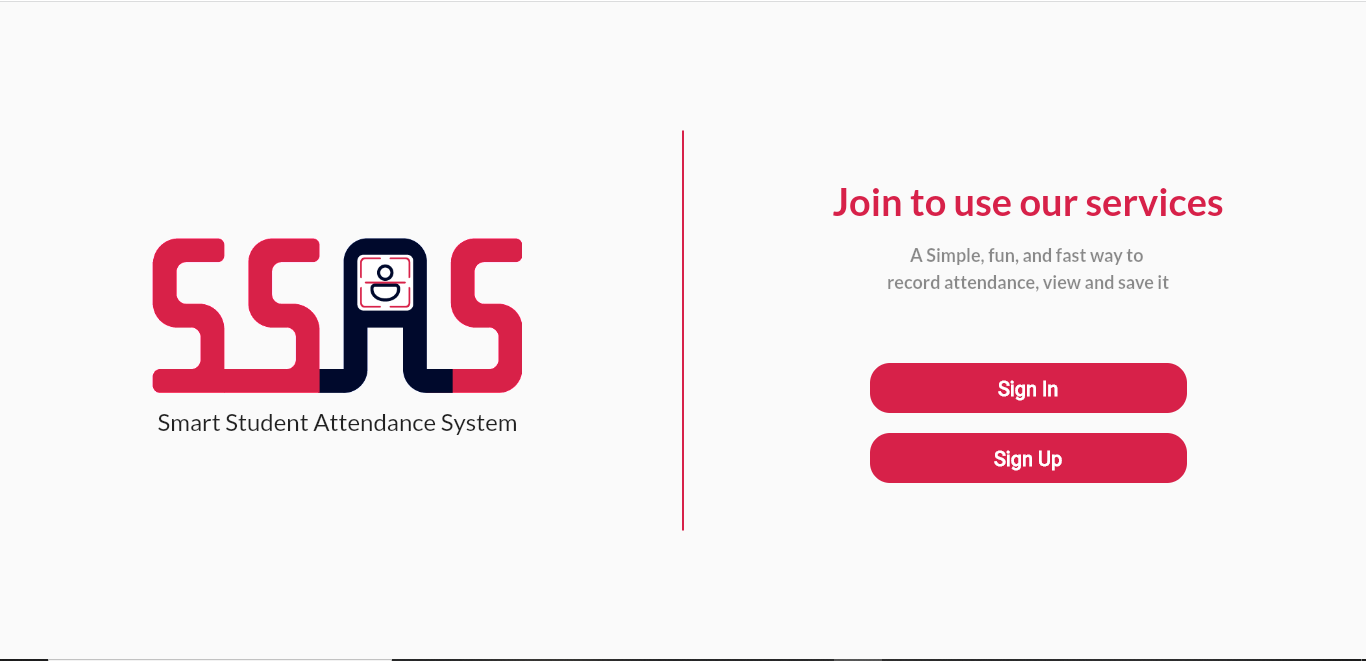 SSAS
Smart Student Attendance System
Join to use our services
A Simple, fun, and fast way to
record attendance, view and save it
Sign In
Sign Up